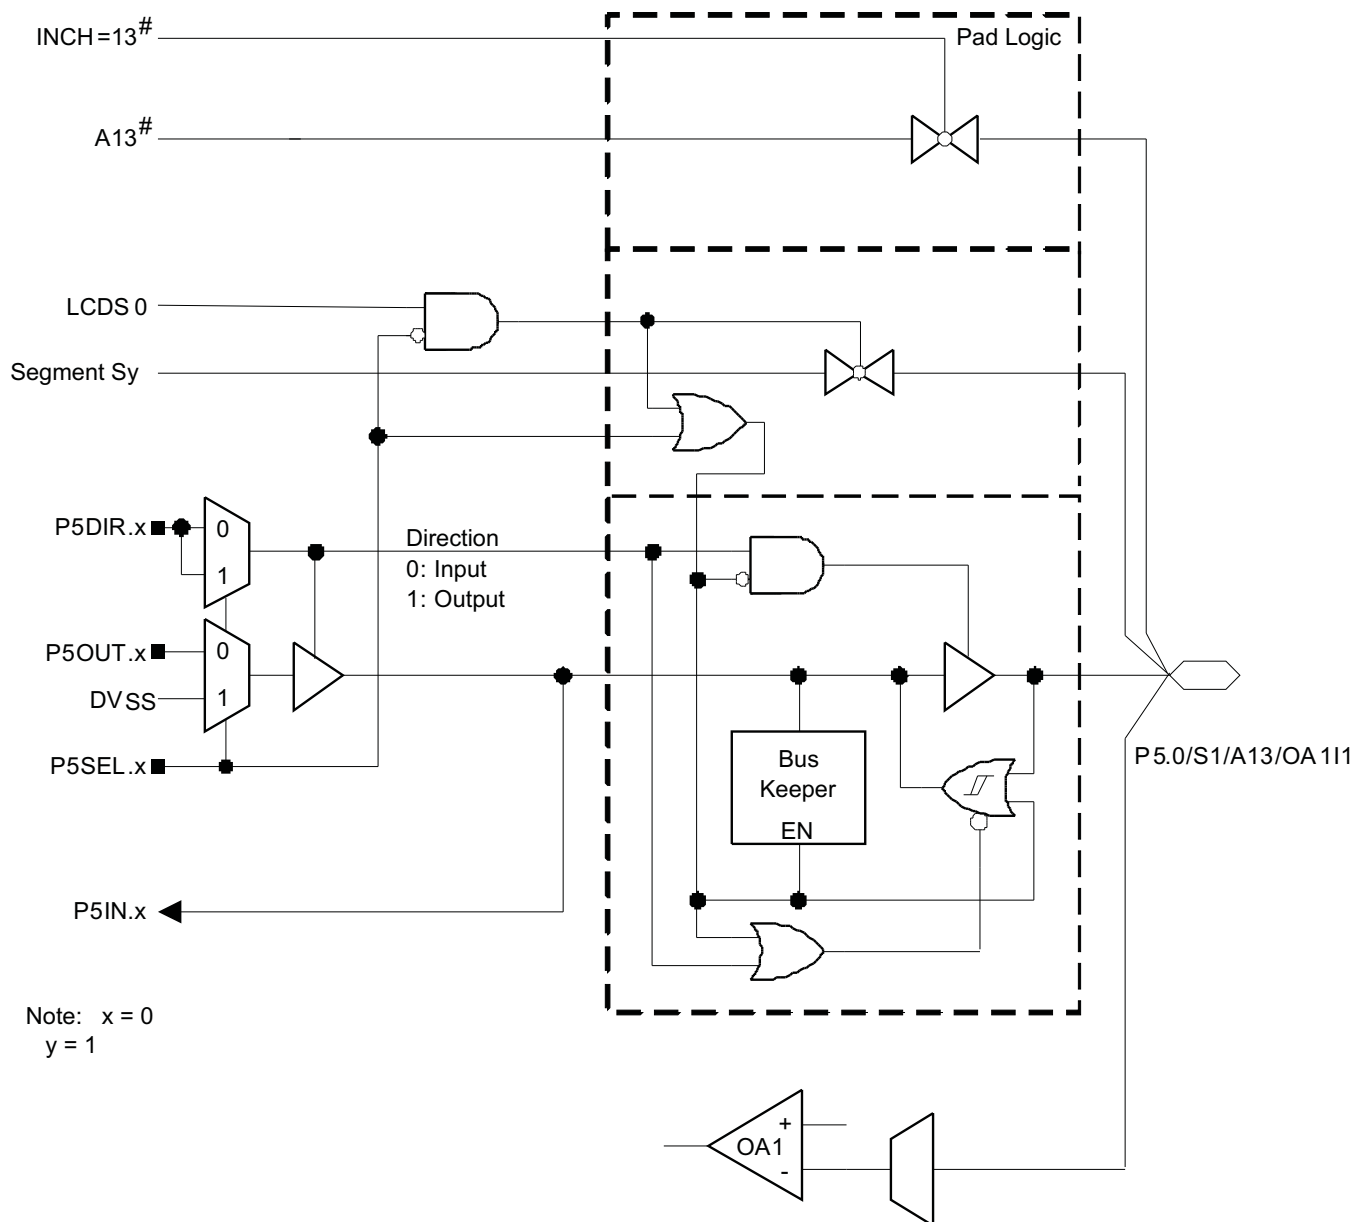 INCH=13#
Pad Logic
A13#
LCDS0
Segment Sy
P5DIR.x
0
1
Direction
0: Input
1: Output
P5OUT.x
0
DVSS
1
P5SEL.x
Bus
Keeper
EN
P5.0/S1/A13/OA1I1
P5IN.x
Note: x = 0
y = 1
+
OA1
-